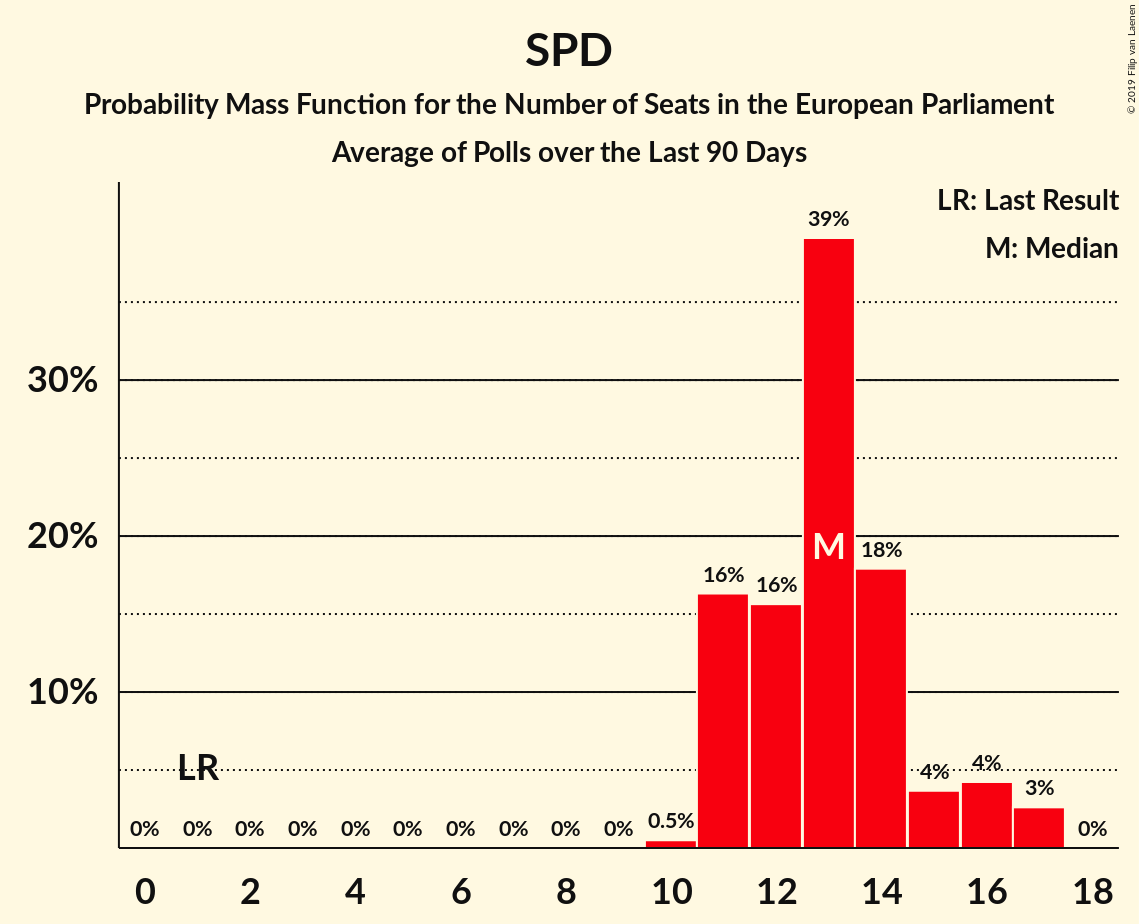 SPD
Probability Mass Function for the Number of Seats in the European Parliament
Average of Polls over the Last 90 Days
© 2019 Filip van Laenen
LR: Last Result
M: Median
39%
30%
20%
M
18%
16%
16%
10%
LR
4%
4%
3%
0% 0% 0% 0% 0% 0% 0% 0% 0% 0% 0.5% 0%
0 2 4 6 8 10 12 14 16 18